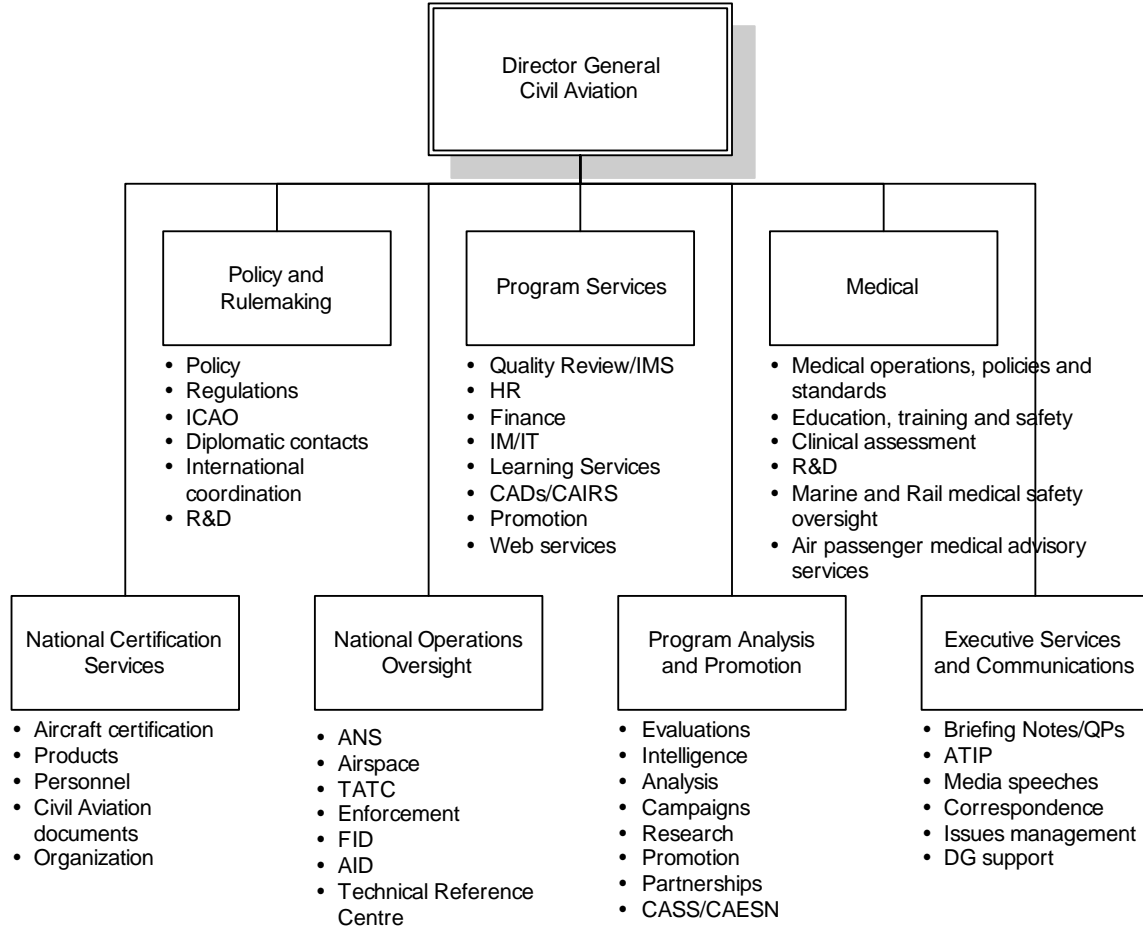 Director General
Civil Aviation
Policy and
Rulemaking
• Policy
• Regulations
• ICAO
• Diplomatic contacts
• International
coordination
• R&D
Program Services
• Quality Review/IMS
• HR
• Finance
• IM/IT
• Learning Services
• CADs/CAIRS
• Promotion
• Web services
Medical
• Medical operations, policies and
standards
• Education, training and safety
• Clinical assessment
• R&D
• Marine and Rail medical safety
oversight
• Air passenger medical advisory
services
National Certification
Services
• Aircraft certification
• Products
• Personnel
• Civil Aviation
documents
• Organization
National Operations
Oversight
• ANS
• Airspace
• TATC
• Enforcement
• FID
• AID
• Technical Reference
Centre
Program Analysis
and Promotion
• Evaluations
• Intelligence
• Analysis
• Campaigns
• Research
• Promotion
• Partnerships
• CASS/CAESN
Executive Services
and Communications
• Briefing Notes/QPs
• ATIP
• Media speeches
• Correspondence
• Issues management
• DG support